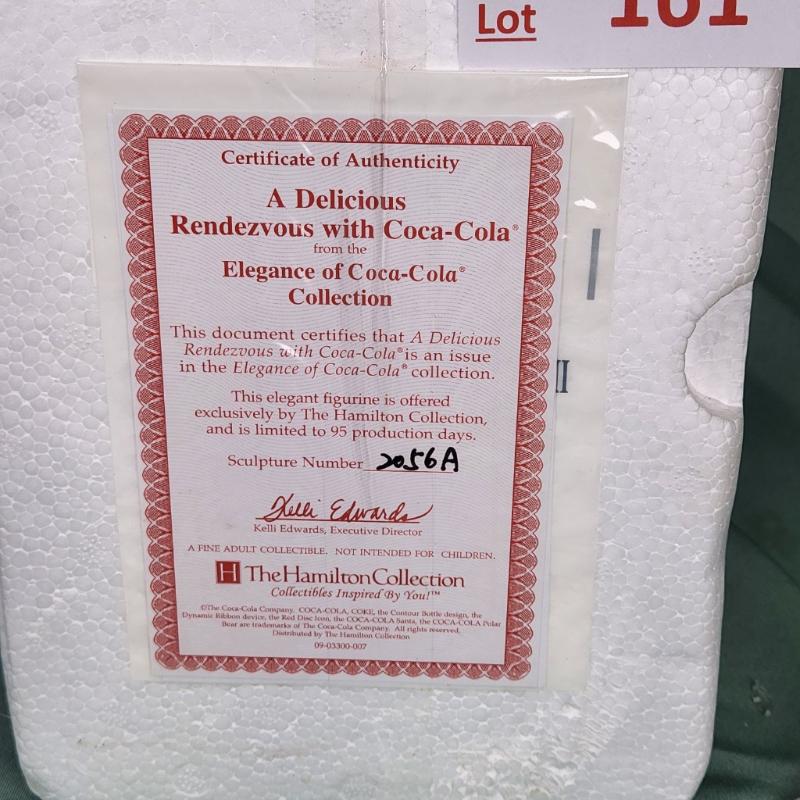 Lot 161
Certificate of Authenticity
A Delicious
Rendezvous with Coca-Cola®
from the
Elegance of Coca-Cola®
Collection
This document certifies that A Delicious
Rendezvous with Coca-Cola® is an issue
in the Elegance of Coca-Cola® collection.
This elegant figurine is offered
exclusively by The Hamilton Collection,
and is limited to 95 production days.
Sculpture Number 2056A
Kelli Edwards
Kelli Edwards, Executive Director
A FINE ADULT COLLECTIBLE. NOT INTENDED FOR CHILDREN.
H The Hamilton Collection
Collectibles Inspired By You!™
©The Coca-Cola Company. COCA-COLA, COKE, the Contour Bottle design, the
Dynamic Ribbon device, the Red Disc Icon, the COCA-COLA Santa, the COCA-COLA Polar
Bear are trademarks of The Coca-Cola Company. All rights reserved.
Distributed by The Hamilton Collection
09-03300-007